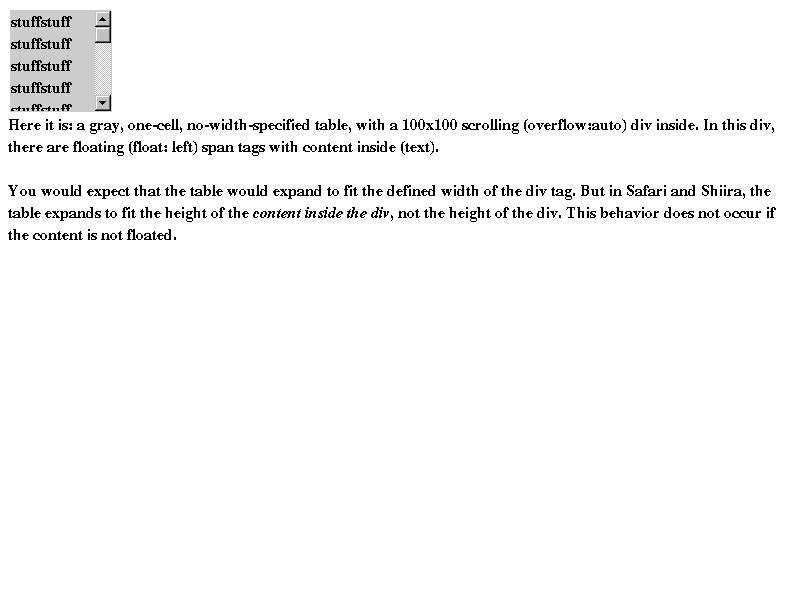 stuffstuff
stuffstuff
stuffstuff
stuffstuff
stuffstuff
Here it is: a gray, one-cell, no-width-specified table, with a 100x100 scrolling (overflow:auto) div inside. In this div,
there are floating (float: left) span tags with content inside (text).
You would expect that the table would expand to fit the defined width of the div tag. But in Safari and Shiira, the
table expands to fit the height of the content inside the div, not the height of the div. This behavior does not occur if
the content is not floated.